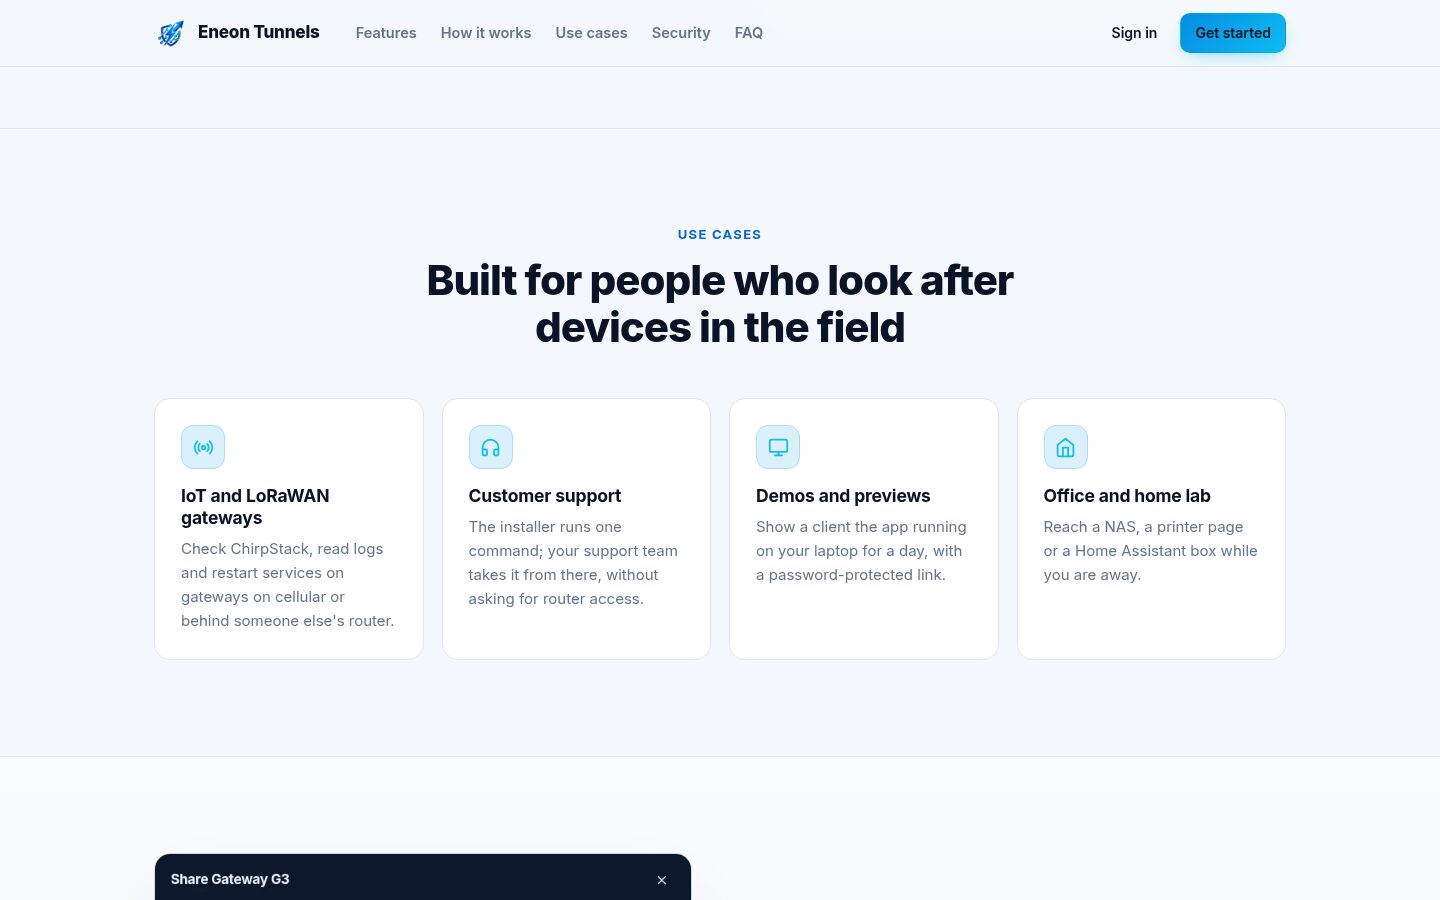 Eneon Tunnels
Features
How it works
Use cases
Security
FAQ
Sign in
Get started
USE CASES
Built for people who look after
devices in the field
IoT and LoRaWAN
gateways
Check ChirpStack, read logs
and restart services on
gateways on cellular or
behind someone else's router.
Customer support
The installer runs one
command; your support team
takes it from there, without
asking for router access.
Demos and previews
Show a client the app running
on your laptop for a day, with
a password-protected link.
Office and home lab
Reach a NAS, a printer page
or a Home Assistant box while
you are away.
Share Gateway G3